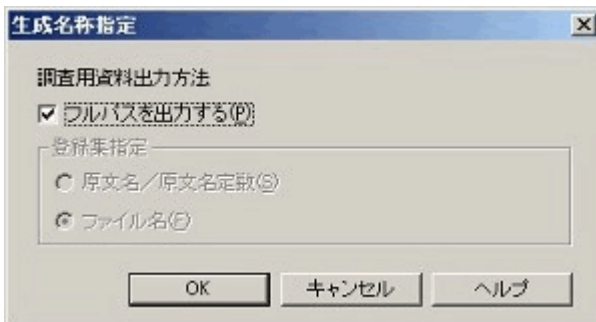 生成名称指定
調査用資料出力方法
フルパスを出力する(P)
登録集指定
原文名／原文名定数(S)
ファイル名(F)
OK キャンセル ヘルプ